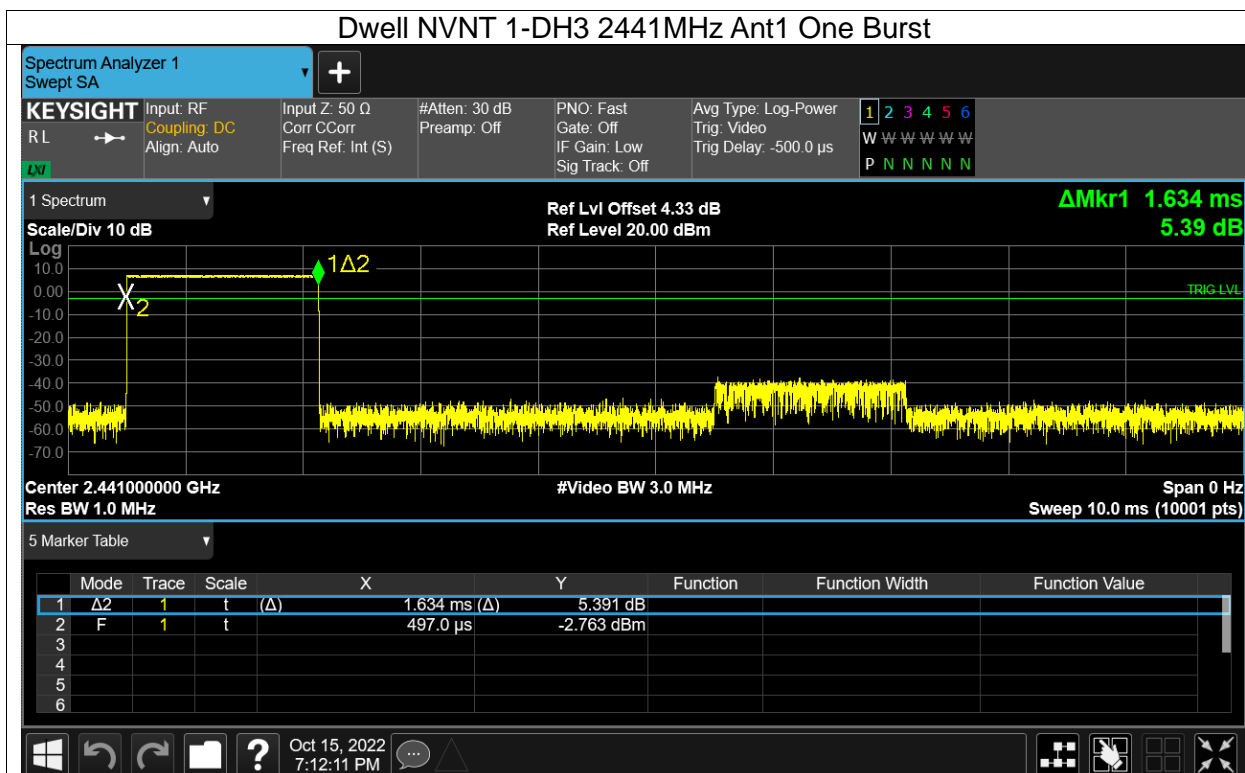 Dwell NVNT 1-DH3 2441MHz Ant1 One Burst
Spectrum Analyzer 1
Swept SA
+
KEYSIGHT Input: RF Input Z: 50 Ω #Atten: 30 dB PNO: Fast Avg Type: Log-Power 1 2 3 4 5 6
R L Coupling: DC Corr CCorr Preamp: Off Gate: Off Trig: Video W W W W W W
Align: Auto Freq Ref: Int (S) IF Gain: Low Trig Delay: -500.0 µs P N N N N N
LXI Sig Track: Off
1 Spectrum Ref Lvl Offset 4.33 dB ΔMkr1 1.634 ms
Scale/Div 10 dB Ref Level 20.00 dBm 5.39 dB
Log
10.0 1Δ2
0.00 TRIG LVL
-10.0 X 2
-20.0
-30.0
-40.0
-50.0
-60.0
-70.0
Center 2.441000000 GHz #Video BW 3.0 MHz Span 0 Hz
Res BW 1.0 MHz Sweep 10.0 ms (10001 pts)
5 Marker Table
Mode Trace Scale X Y Function Function Width Function Value
1 Δ2 1 t (Δ) 1.634 ms (Δ) 5.391 dB
2 F 1 t 497.0 µs -2.763 dBm
3
4
5
6
? Oct 15, 2022
7:12:11 PM